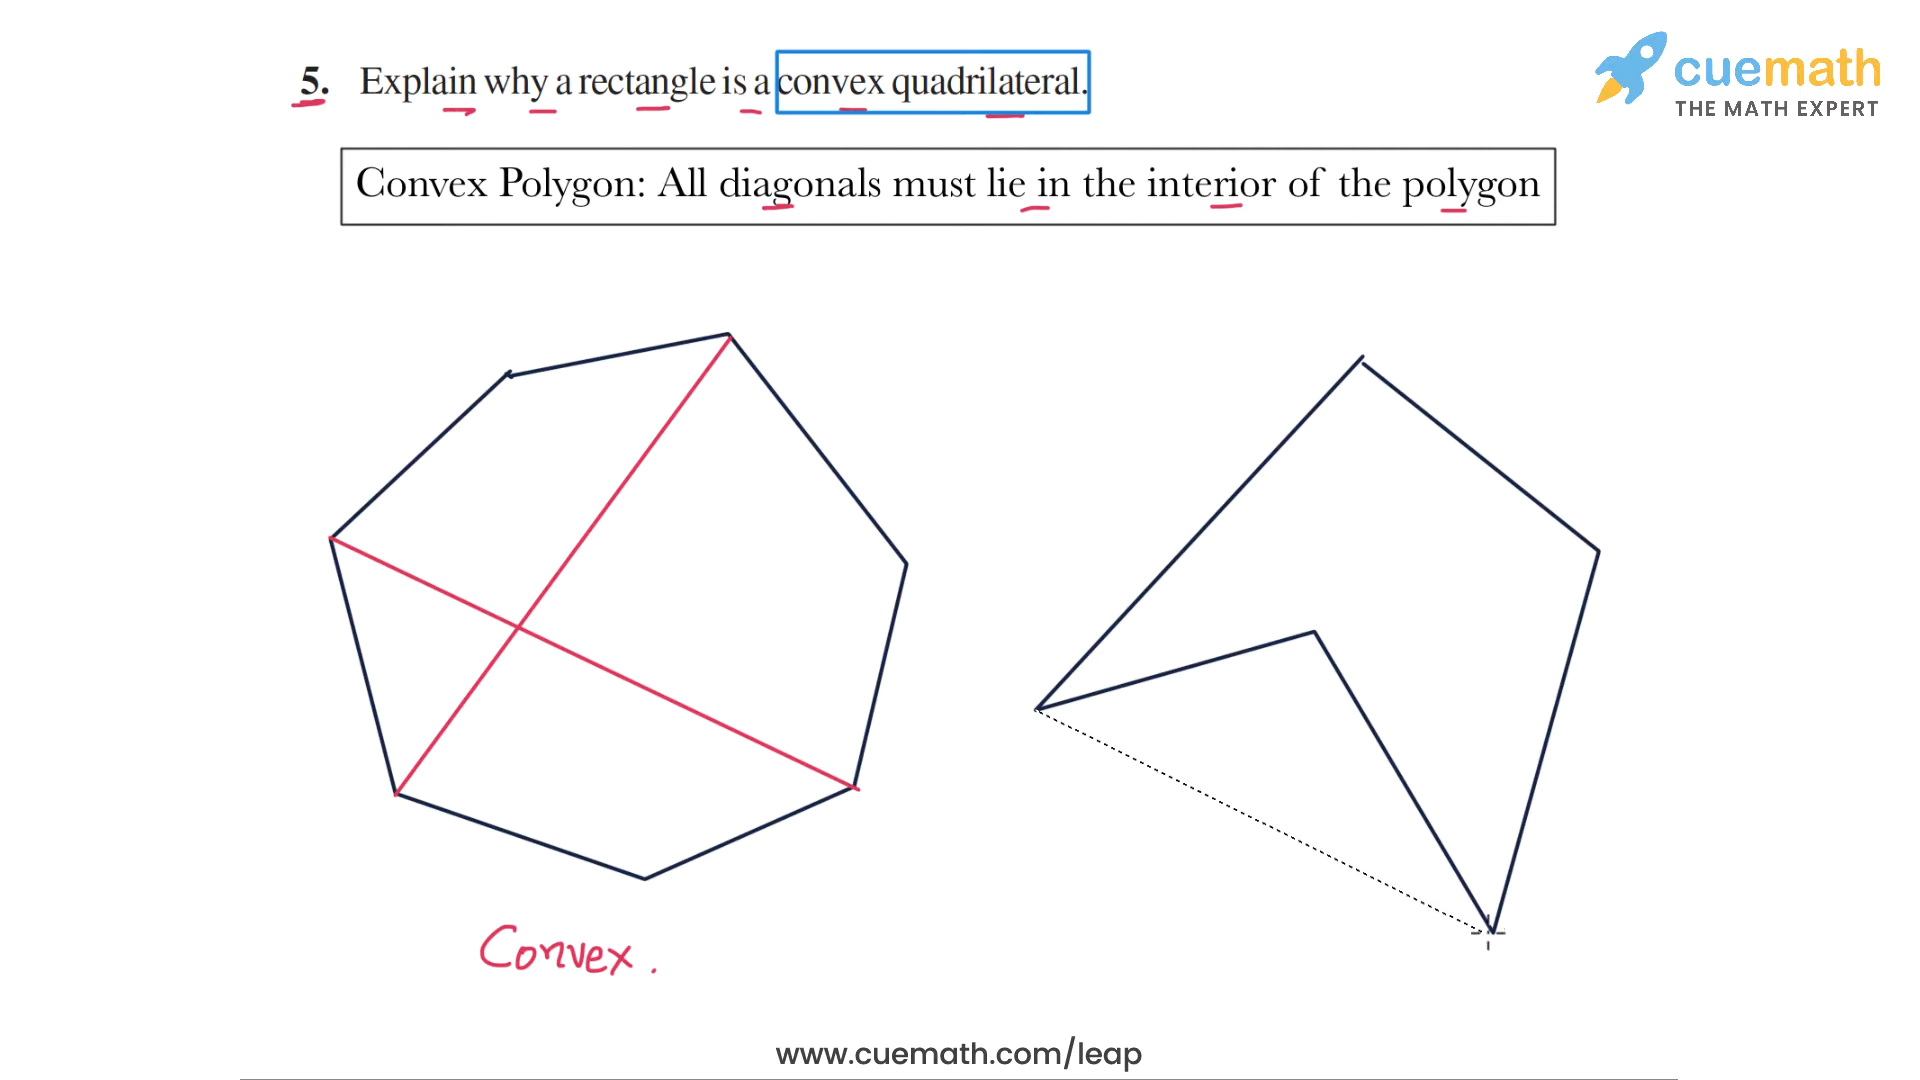 5. Explain why a rectangle is a convex quadrilateral.
cuemath
THE MATH EXPERT
Convex Polygon: All diagonals must lie in the interior of the polygon
Convex.
www.cuemath.com/leap